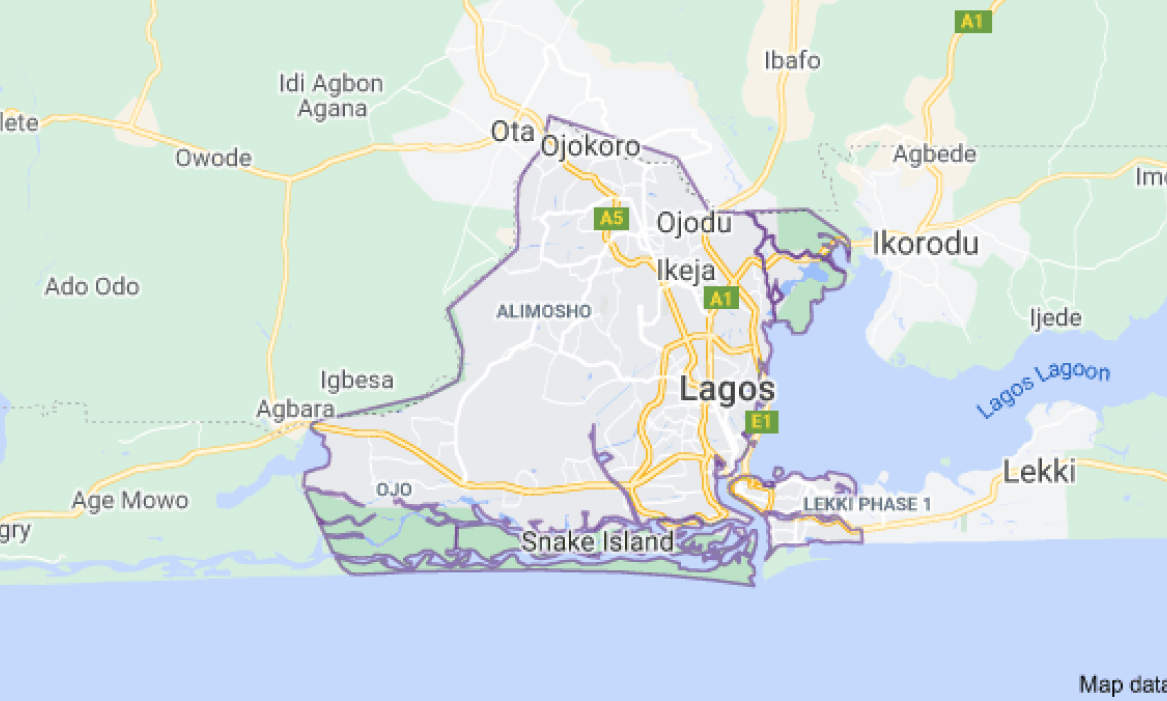 A1
Ibafo
Idi Agbon
Agana
lete
Ota
Ojokoro
Owode
Agbede
Imo
A5
Ojodu
Ikorodu
Ikeja
Ado Odo
A1
ALIMOSHO
Ijede
Igbesa
Lagos Lagoon
Lagos
Agbara
E1
Lekki
OJO
Age Mowo
LEKKI PHASE 1
gry
Snake Island
Map data